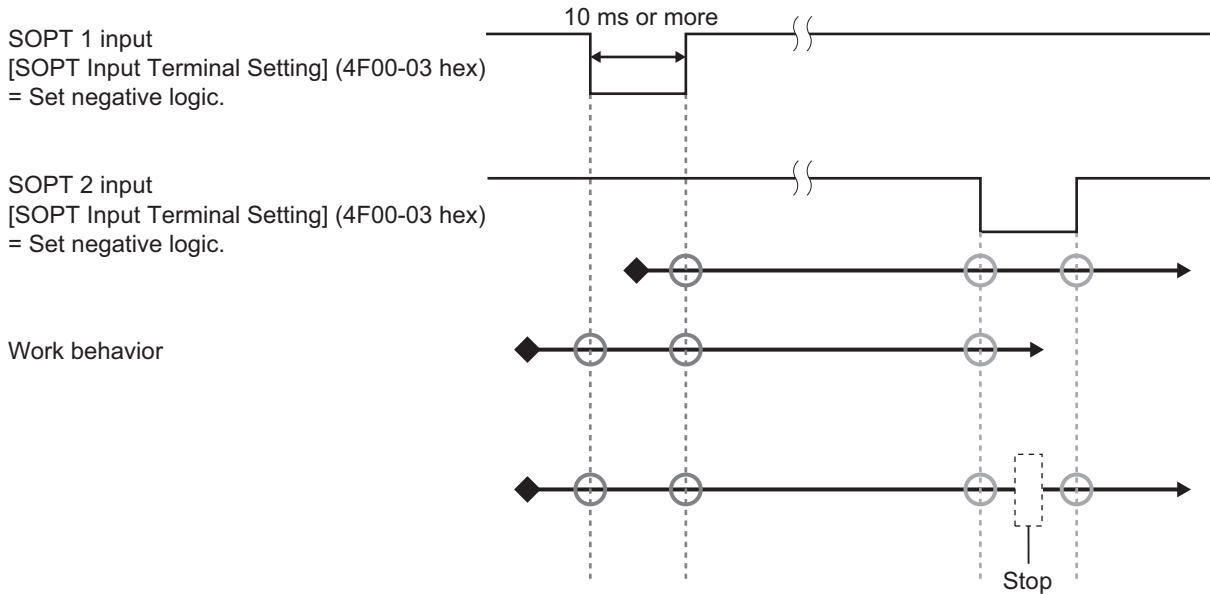 10 ms or more
SOPT 1 input
[SOPT Input Terminal Setting] (4F00-03 hex)
= Set negative logic.
SOPT 2 input
[SOPT Input Terminal Setting] (4F00-03 hex)
= Set negative logic.
Work behavior
Stop